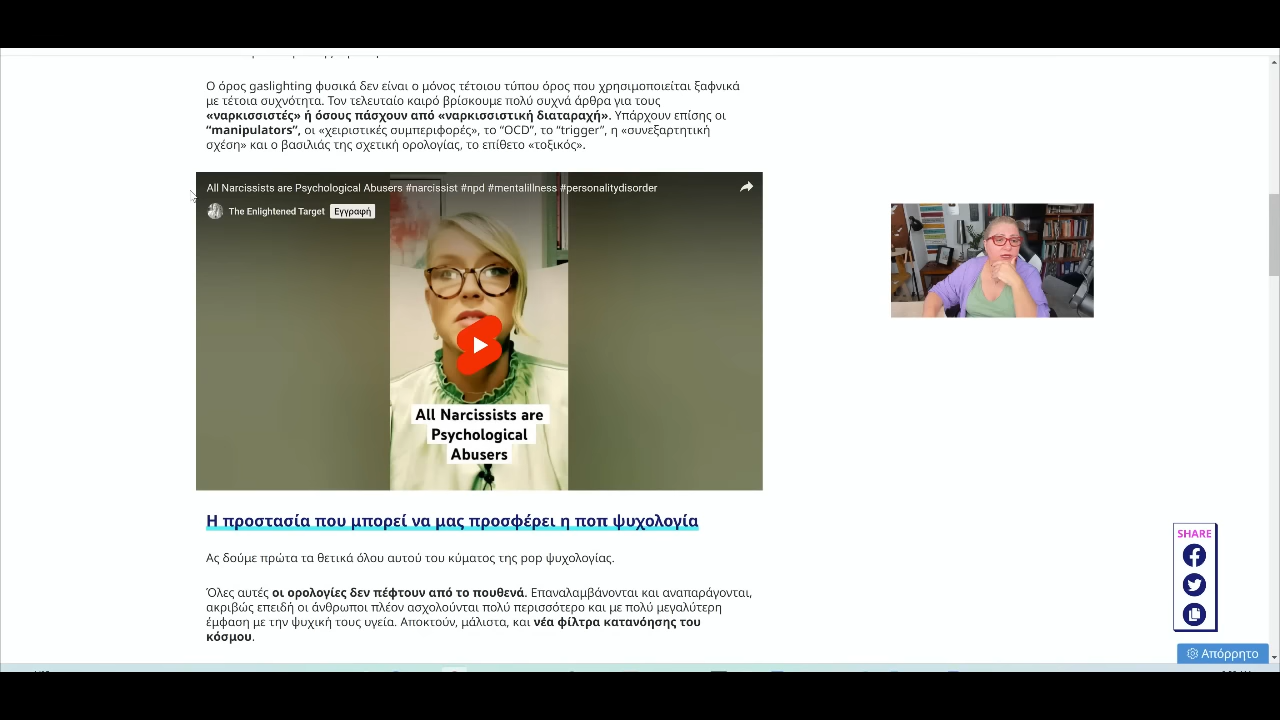 Ο όρος gaslighting φυσικά δεν είναι ο μόνος τέτοιου τύπου όρος που χρησιμοποιείται ξαφνικά
με τέτοια συχνότητα. Τον τελευταίο καιρό βρίσκουμε πολύ συχνά άρθρα για τους
«ναρκισσιστές» ή όσους πάσχουν από «ναρκισσιστική διαταραχή». Υπάρχουν επίσης οι
“manipulators”, οι «χειριστικές συμπεριφορές», το “OCD”, το “trigger”, η «συνεξαρτητική
σχέση» και ο βασιλιάς της σχετική ορολογίας, το επίθετο «τοξικός».
All Narcissists are Psychological Abusers #narcissist #npd #mentalillness #personalitydisorder
The Enlightened Target Εγγραφή
All Narcissists are
Psychological
Abusers
Η προστασία που μπορεί να μας προσφέρει η ποπ ψυχολογία
Ας δούμε πρώτα τα θετικά όλου αυτού του κύματος της pop ψυχολογίας.
Όλες αυτές οι ορολογίες δεν πέφτουν από το πουθενά. Επαναλαμβάνονται και αναπαράγονται,
ακριβώς επειδή οι άνθρωποι πλέον ασχολούνται πολύ περισσότερο και με πολύ μεγαλύτερη
έμφαση με την ψυχική τους υγεία. Αποκτούν, μάλιστα, και νέα φίλτρα κατανόησης του
κόσμου.
SHARE
Απόρρητο